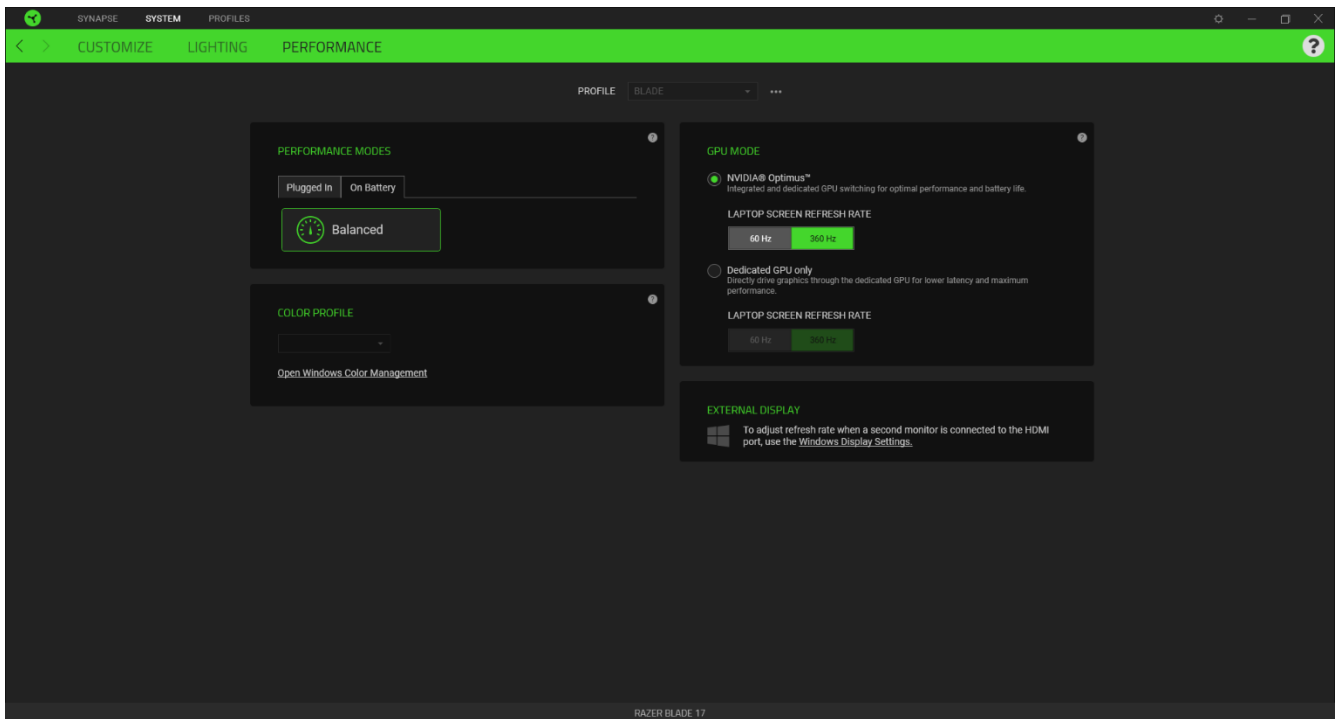 SYNAPSE SYSTEM PROFILES
CUSTOMIZE LIGHTING PERFORMANCE
?
PROFILE BLADE
PERFORMANCE MODES
?
Plugged In On Battery
Balanced
COLOR PROFILE
?
Open Windows Color Management
GPU MODE
?
NVIDIA® Optimus™
Integrated and dedicated GPU switching for optimal performance and battery life.
LAPTOP SCREEN REFRESH RATE
60 Hz 360 Hz
Dedicated GPU only
Directly drive graphics through the dedicated GPU for lower latency and maximum
performance.
LAPTOP SCREEN REFRESH RATE
60 Hz 360 Hz
EXTERNAL DISPLAY
To adjust refresh rate when a second monitor is connected to the HDMI
port, use the Windows Display Settings.
RAZER BLADE 17